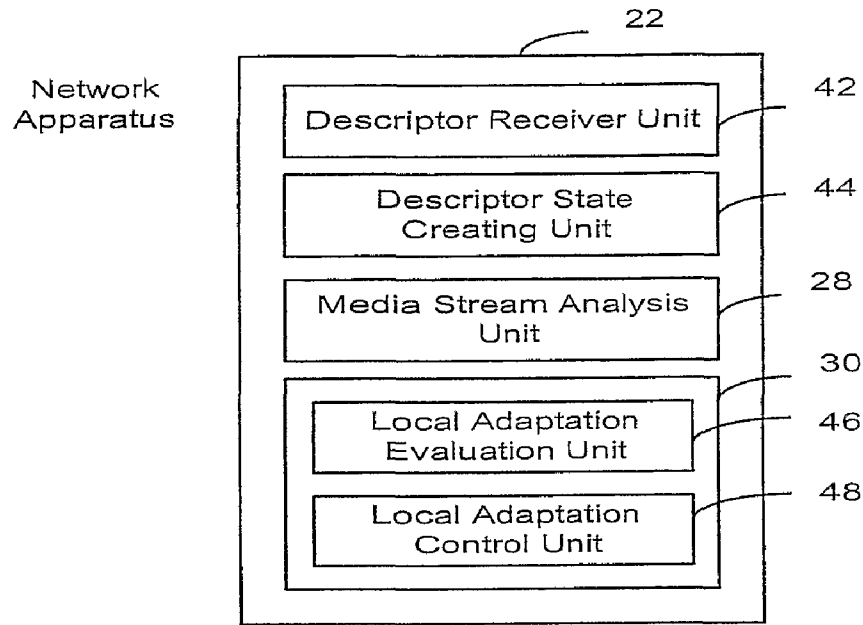 22
Network
Apparatus
Descriptor Receiver Unit
42
Descriptor State
Creating Unit
44
Media Stream Analysis
Unit
28
30
Local Adaptation
Evaluation Unit
46
Local Adaptation
Control Unit
48